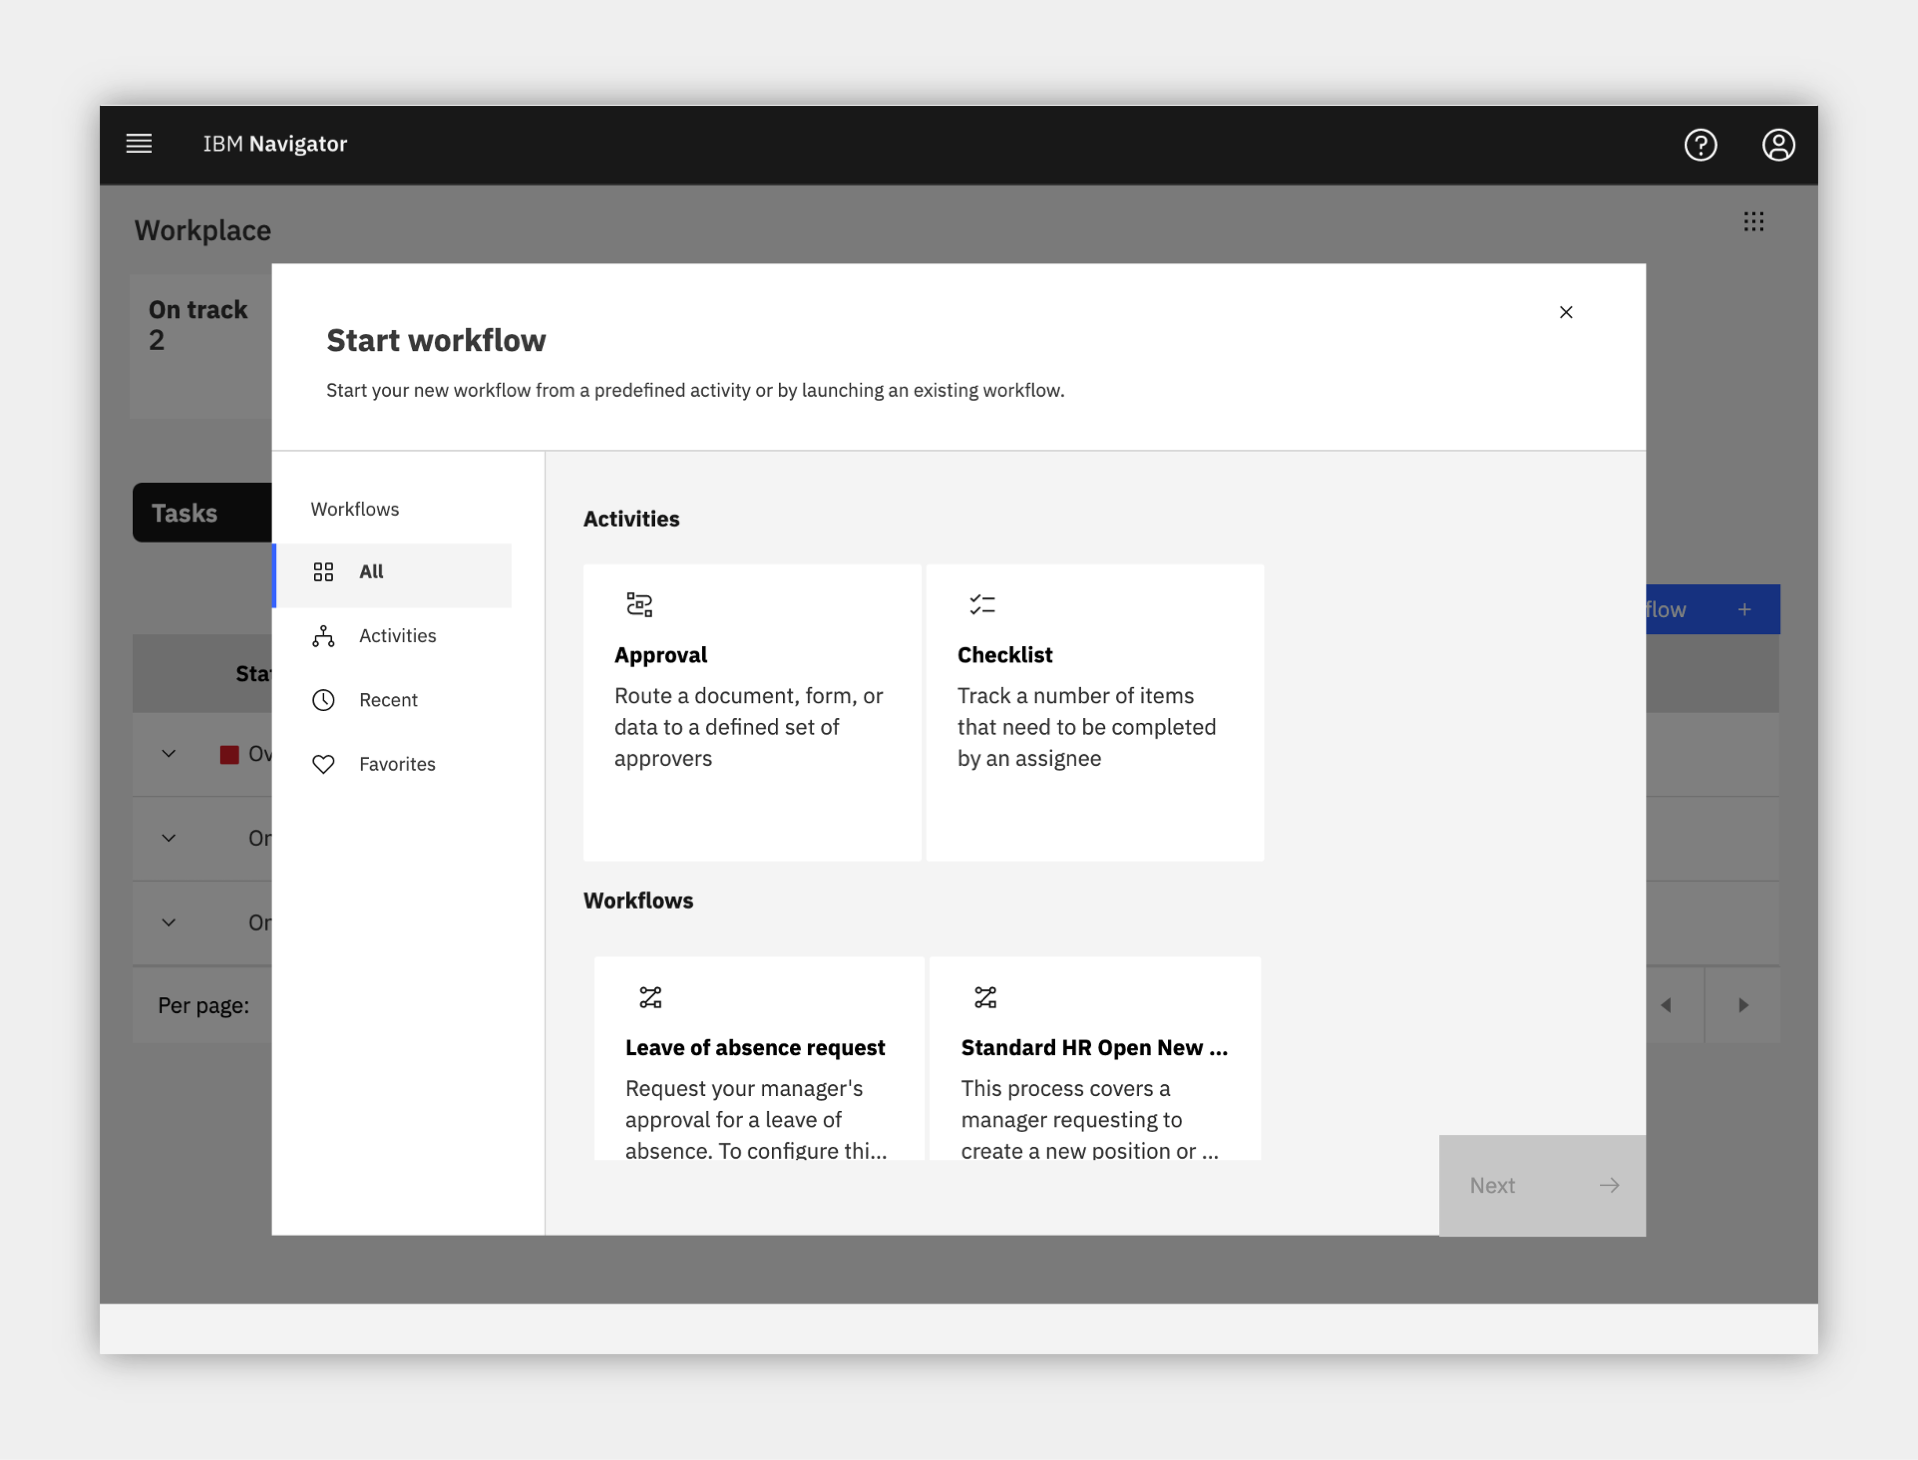 IBM Navigator
Workplace
On track
2
Start workflow
Start your new workflow from a predefined activity or by launching an existing workflow.
Tasks
Workflows
All
Activities
Recent
Favorites
Activities
Approval
Route a document, form, or
data to a defined set of
approvers
Checklist
Track a number of items
that need to be completed
by an assignee
Workflows
Leave of absence request
Request your manager's
approval for a leave of
absence. To configure thi...
Standard HR Open New ...
This process covers a
manager requesting to
create a new position or ...
flow +
Per page:
Next